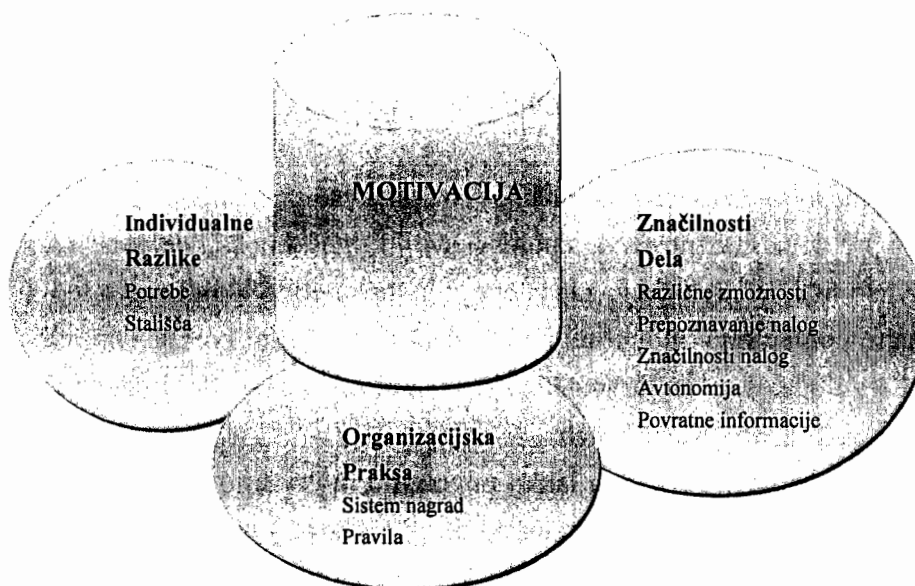 MOTIVACIJA
Individualne
Razlike
Potrebe
Stališča
Značilnosti
Dela
Različne zmožnosti
Prepoznavanje nalog
Značilnosti nalog
Avtonomija
Povratne informacije
Organizacijska
Praksa
Sistem nagrad
Pravila